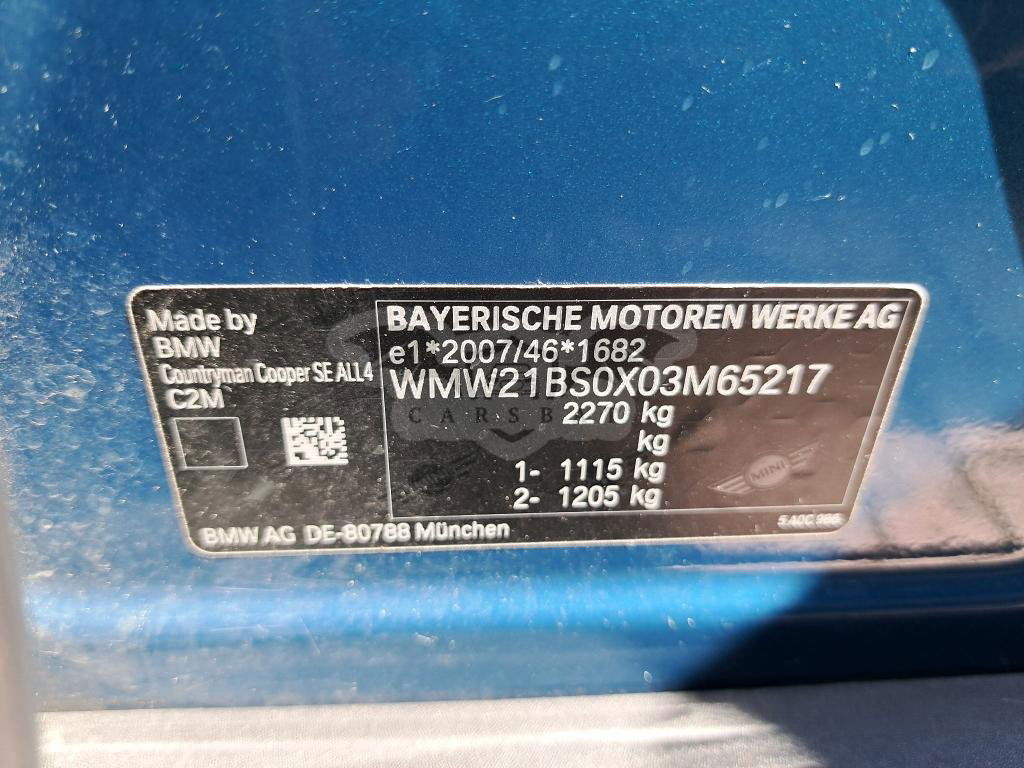 Made by
BMW
Countryman Cooper SE ALL4
C2M
BAYERISCHE MOTOREN WERKE AG
e1*2007/46*1682
WMW21BS0X03M65217
2270 kg
kg
1- 1115 kg
2- 1205 kg
MINI
BMW AG DE-80788 München